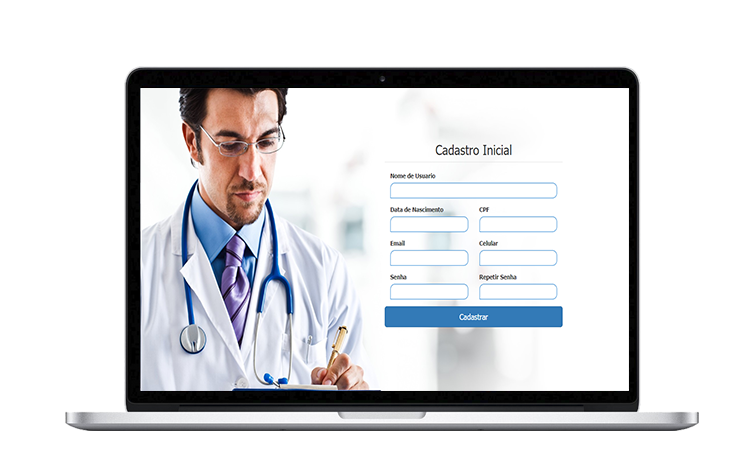 Cadastro Inicial
Nome de Usuario
Data de Nascimento CPF
Email Celular
Senha Repetir Senha
Cadastrar